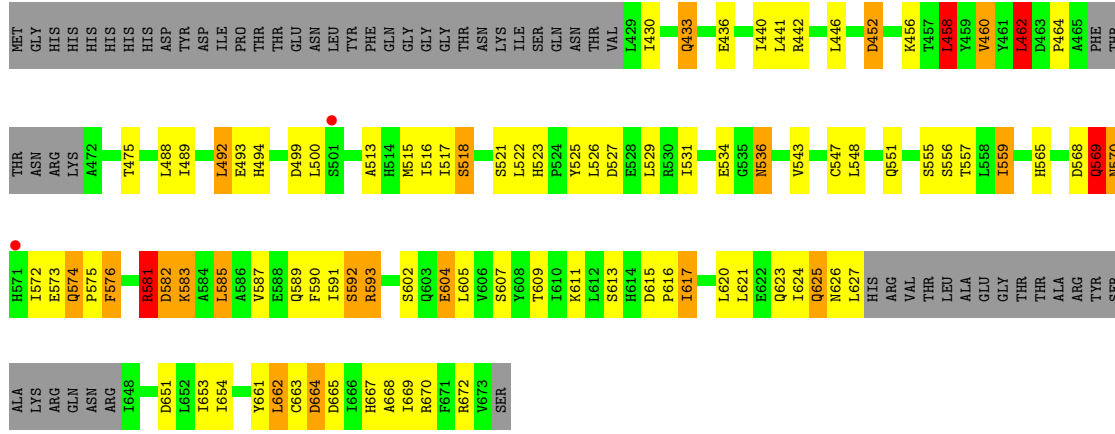 MET GLY HIS HIS HIS HIS HIS HIS HIS ASP TYR ASP ILE PRO THR THR GLU ASN LEU TYR PHE GLN GLY GLY GLY THR ASN LYS ILE SER GLY ASN THR VAL L429 I430 Q433 E436 I440 L441 R442 L446 D452 K456 T457 L458 Y459 V460 Y461 L462 D463 P464 A465 PHE THR
THR ASN ARG LYS A472 T475 L488 I489 L492 E493 H494 D499 L500 S501 A513 H514 M515 I516 I517 S518 S521 L522 H523 P524 Y525 L526 D527 E528 L529 R530 I531 E534 G535 N536 V543 C547 L548 Q551 S555 S556 T557 L558 I559 H565 D568 Q569 N570
H571 I572 E573 Q574 P575 F576 R581 D582 K583 A584 L585 A586 V587 E588 Q589 F590 I591 S592 R593 S602 Q603 E604 L605 V606 S607 Y608 T609 I610 K611 L612 S613 H614 D615 P616 I617 L620 L621 E622 Q623 I624 Q625 N626 L627 HIS ARG VAL THR LEU ALA GLU GLY THR THR ALA ARG TYR SER
ALA LYS ARG GLN ASN ARG I648 D651 L652 I653 I654 Y661 L662 C663 D664 D665 I666 H667 A668 I669 R670 F671 R672 V673 SER